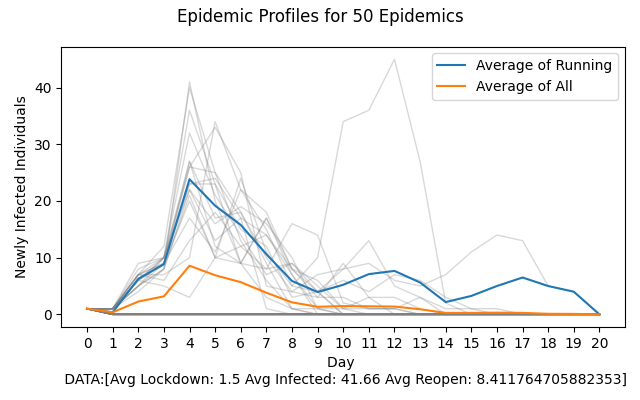 Epidemic Profiles for 50 Epidemics
Average of Running
Average of All
Newly Infected Individuals
40
30
20
10
0
0 1 2 3 4 5 6 7 8 9 10 11 12 13 14 15 16 17 18 19 20
Day
DATA:[Avg Lockdown: 1.5 Avg Infected: 41.66 Avg Reopen: 8.411764705882353]